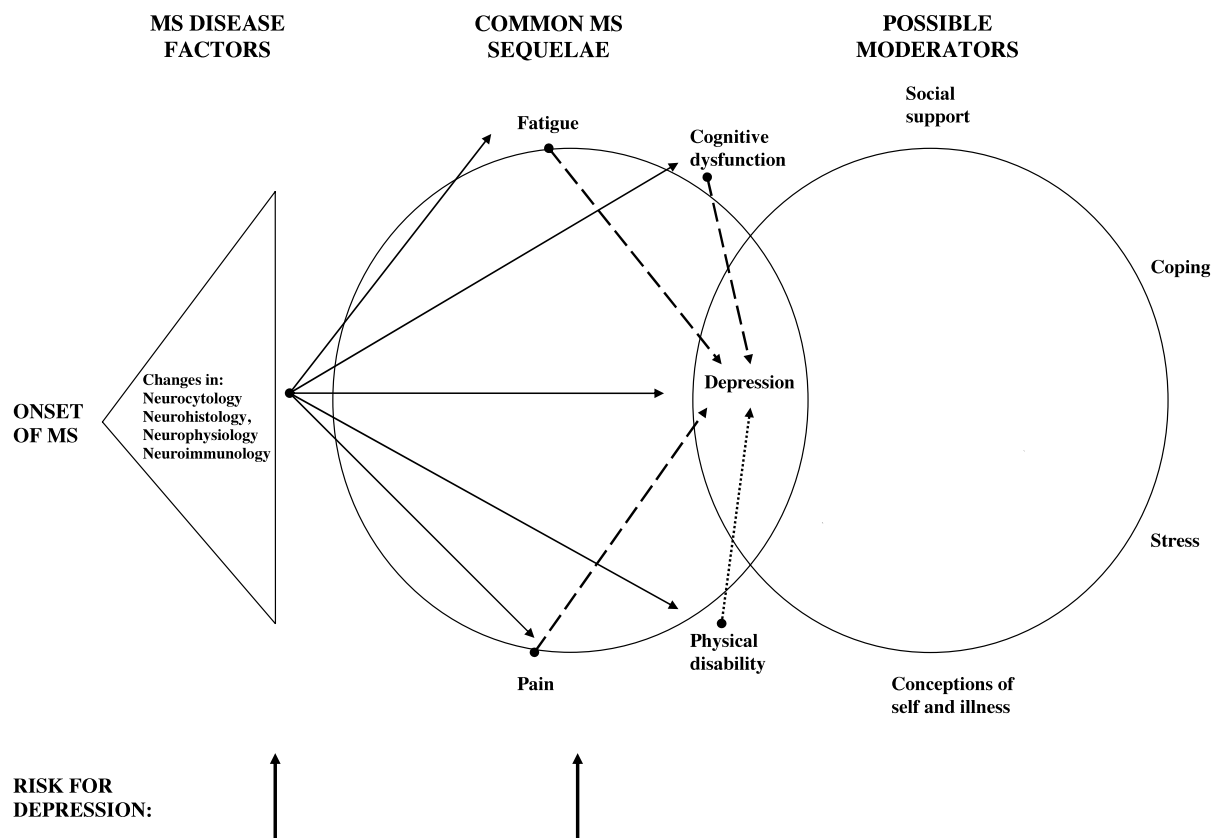 MS DISEASE
FACTORS
COMMON MS
SEQUELAE
POSSIBLE
MODERATORS
Social
support
Fatigue
Cognitive
dysfunction
Coping
Changes in:
Neurocytology
Neurohistology,
Neurophysiology
Neuroimmunology
Depression
ONSET
OF MS
Stress
Physical
disability
Pain
Conceptions of
self and illness
RISK FOR
DEPRESSION: